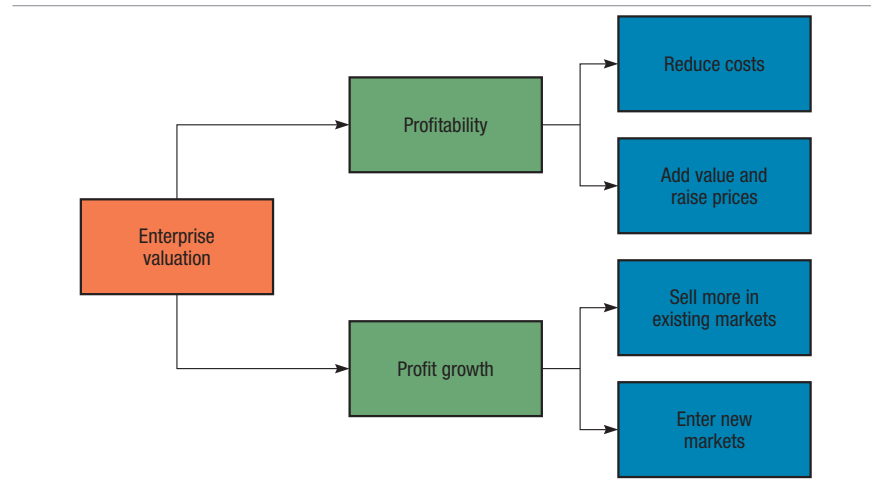 Reduce costs
Profitability
Add value and
raise prices
Enterprise
valuation
Sell more in
existing markets
Profit growth
Enter new
markets